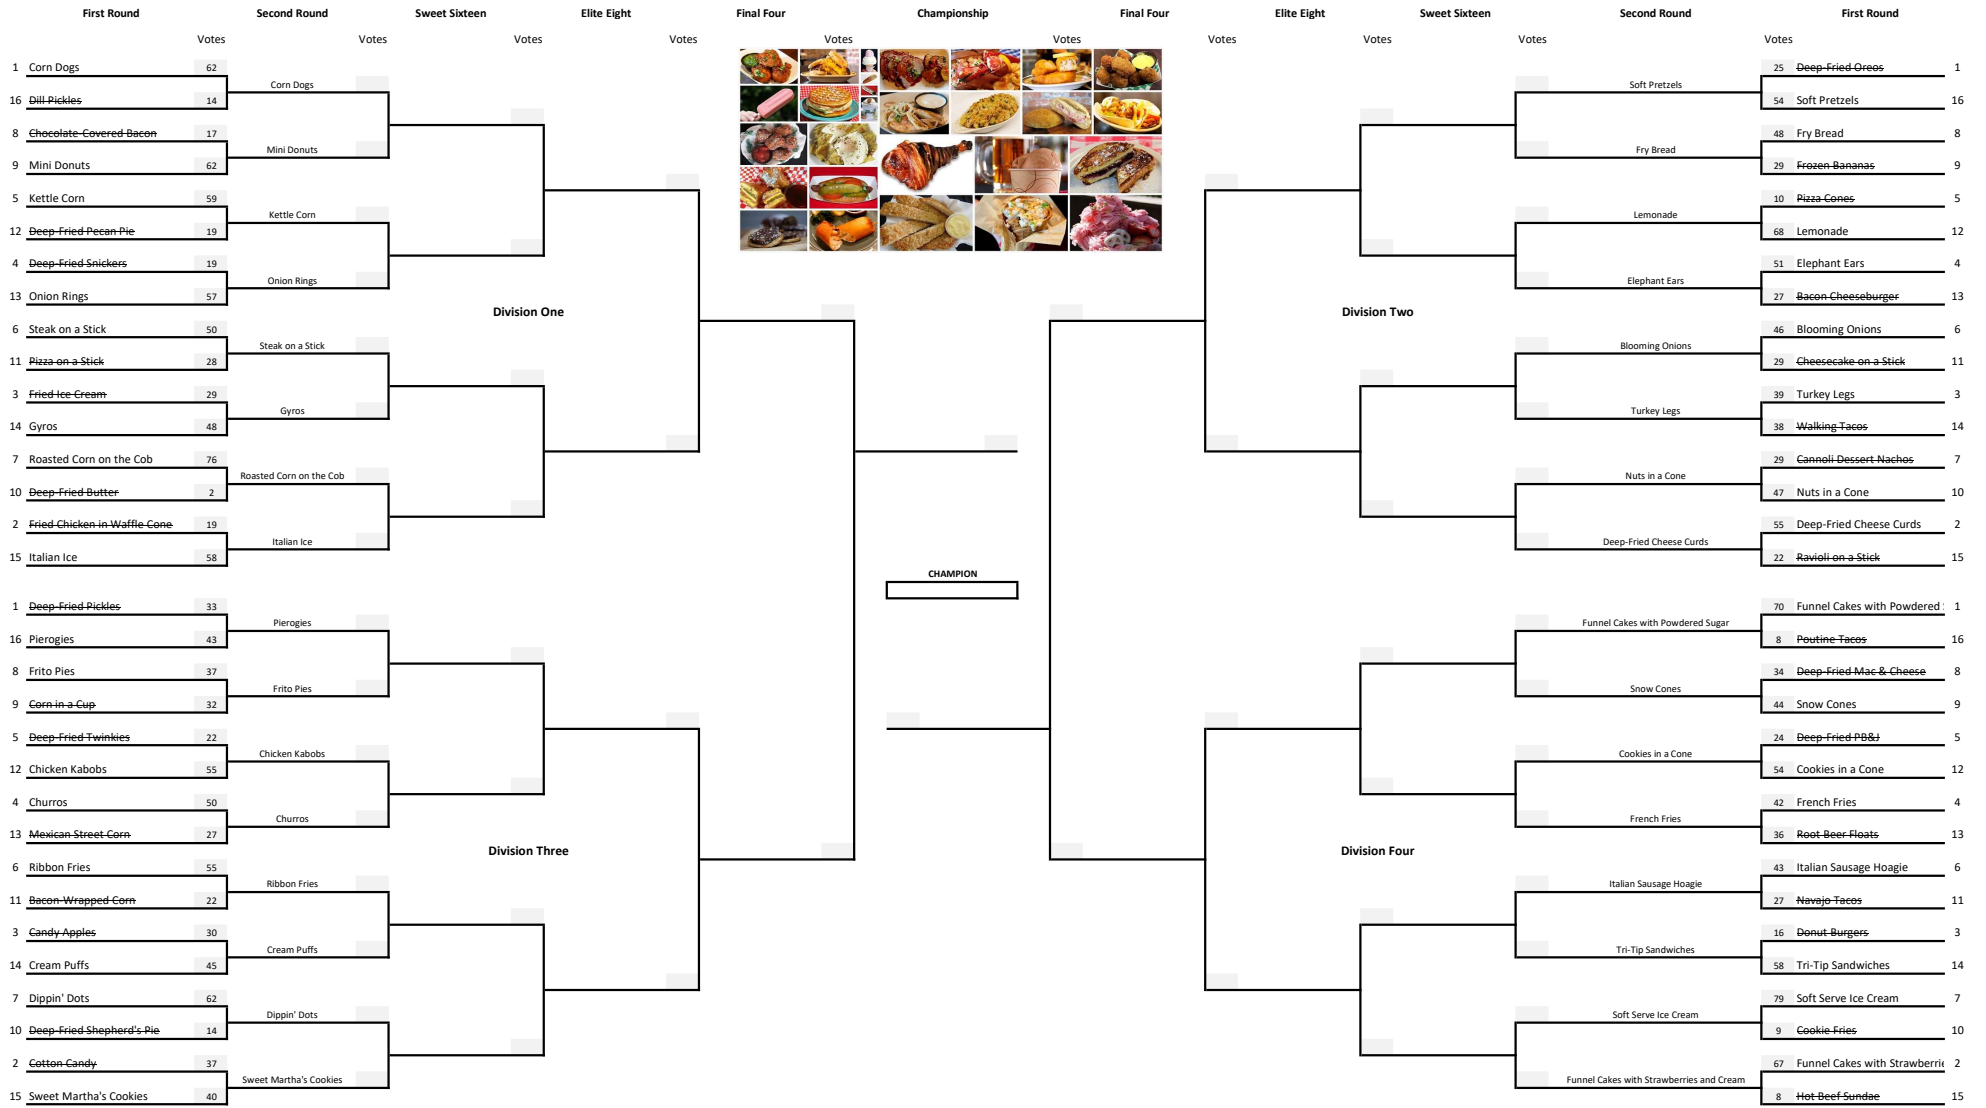 First Round Second Round Sweet Sixteen Elite Eight Final Four Championship Final Four Elite Eight Sweet Sixteen Second Round First Round
Votes Votes Votes Votes Votes Votes Votes Votes Votes Votes
1 Corn Dogs 62
Corn Dogs
16 Dill Pickles 14
8 Chocolate-Covered Bacon 17
Mini Donuts
9 Mini Donuts 62
5 Kettle Corn 59
Kettle Corn
12 Deep-Fried Pecan Pie 19
4 Deep-Fried Snickers 19
Onion Rings
13 Onion Rings 57
Division One
6 Steak on a Stick 50
Steak on a Stick
11 Pizza on a Stick 28
3 Fried Ice Cream 29
Gyros
14 Gyros 48
7 Roasted Corn on the Cob 76
Roasted Corn on the Cob
10 Deep-Fried Butter 2
2 Fried Chicken in Waffle Cone 19
Italian Ice
15 Italian Ice 58
25 Deep-Fried Oreos 1
Soft Pretzels
54 Soft Pretzels 16
48 Fry Bread 8
Fry Bread
29 Frozen Bananas 9
10 Pizza Cones 5
Lemonade
68 Lemonade 12
51 Elephant Ears 4
Elephant Ears
27 Bacon Cheeseburger 13
Division Two
46 Blooming Onions 6
Blooming Onions
29 Cheesecake on a Stick 11
39 Turkey Legs 3
Turkey Legs
38 Walking Tacos 14
29 Cannoli Dessert Nachos 7
Nuts in a Cone
47 Nuts in a Cone 10
55 Deep-Fried Cheese Curds 2
Deep-Fried Cheese Curds
22 Ravioli on a Stick 15
CHAMPION
1 Deep-Fried Pickles 33
Pierogies
16 Pierogies 43
8 Frito Pies 37
Frito Pies
9 Corn in a Cup 32
5 Deep-Fried Twinkies 22
Chicken Kabobs
12 Chicken Kabobs 55
4 Churros 50
Churros
13 Mexican Street Corn 27
Division Three
6 Ribbon Fries 55
Ribbon Fries
11 Bacon-Wrapped Corn 22
3 Candy Apples 30
Cream Puffs
14 Cream Puffs 45
7 Dippin' Dots 62
Dippin' Dots
10 Deep-Fried Shepherd's Pie 14
2 Cotton Candy 37
Sweet Martha's Cookies
15 Sweet Martha's Cookies 40
70 Funnel Cakes with Powdered 1
Funnel Cakes with Powdered Sugar
8 Poutine Tacos 16
34 Deep-Fried Mac & Cheese 8
Snow Cones
44 Snow Cones 9
24 Deep-Fried PB&J 5
Cookies in a Cone
54 Cookies in a Cone 12
42 French Fries 4
French Fries
36 Root Beer Floats 13
Division Four
43 Italian Sausage Hoagie 6
Italian Sausage Hoagie
27 Navajo Tacos 11
16 Donut Burgers 3
Tri-Tip Sandwiches
58 Tri-Tip Sandwiches 14
79 Soft Serve Ice Cream 7
Soft Serve Ice Cream
9 Cookie Fries 10
67 Funnel Cakes with Strawberrie 2
Funnel Cakes with Strawberries and Cream
8 Hot Beef Sundae 15